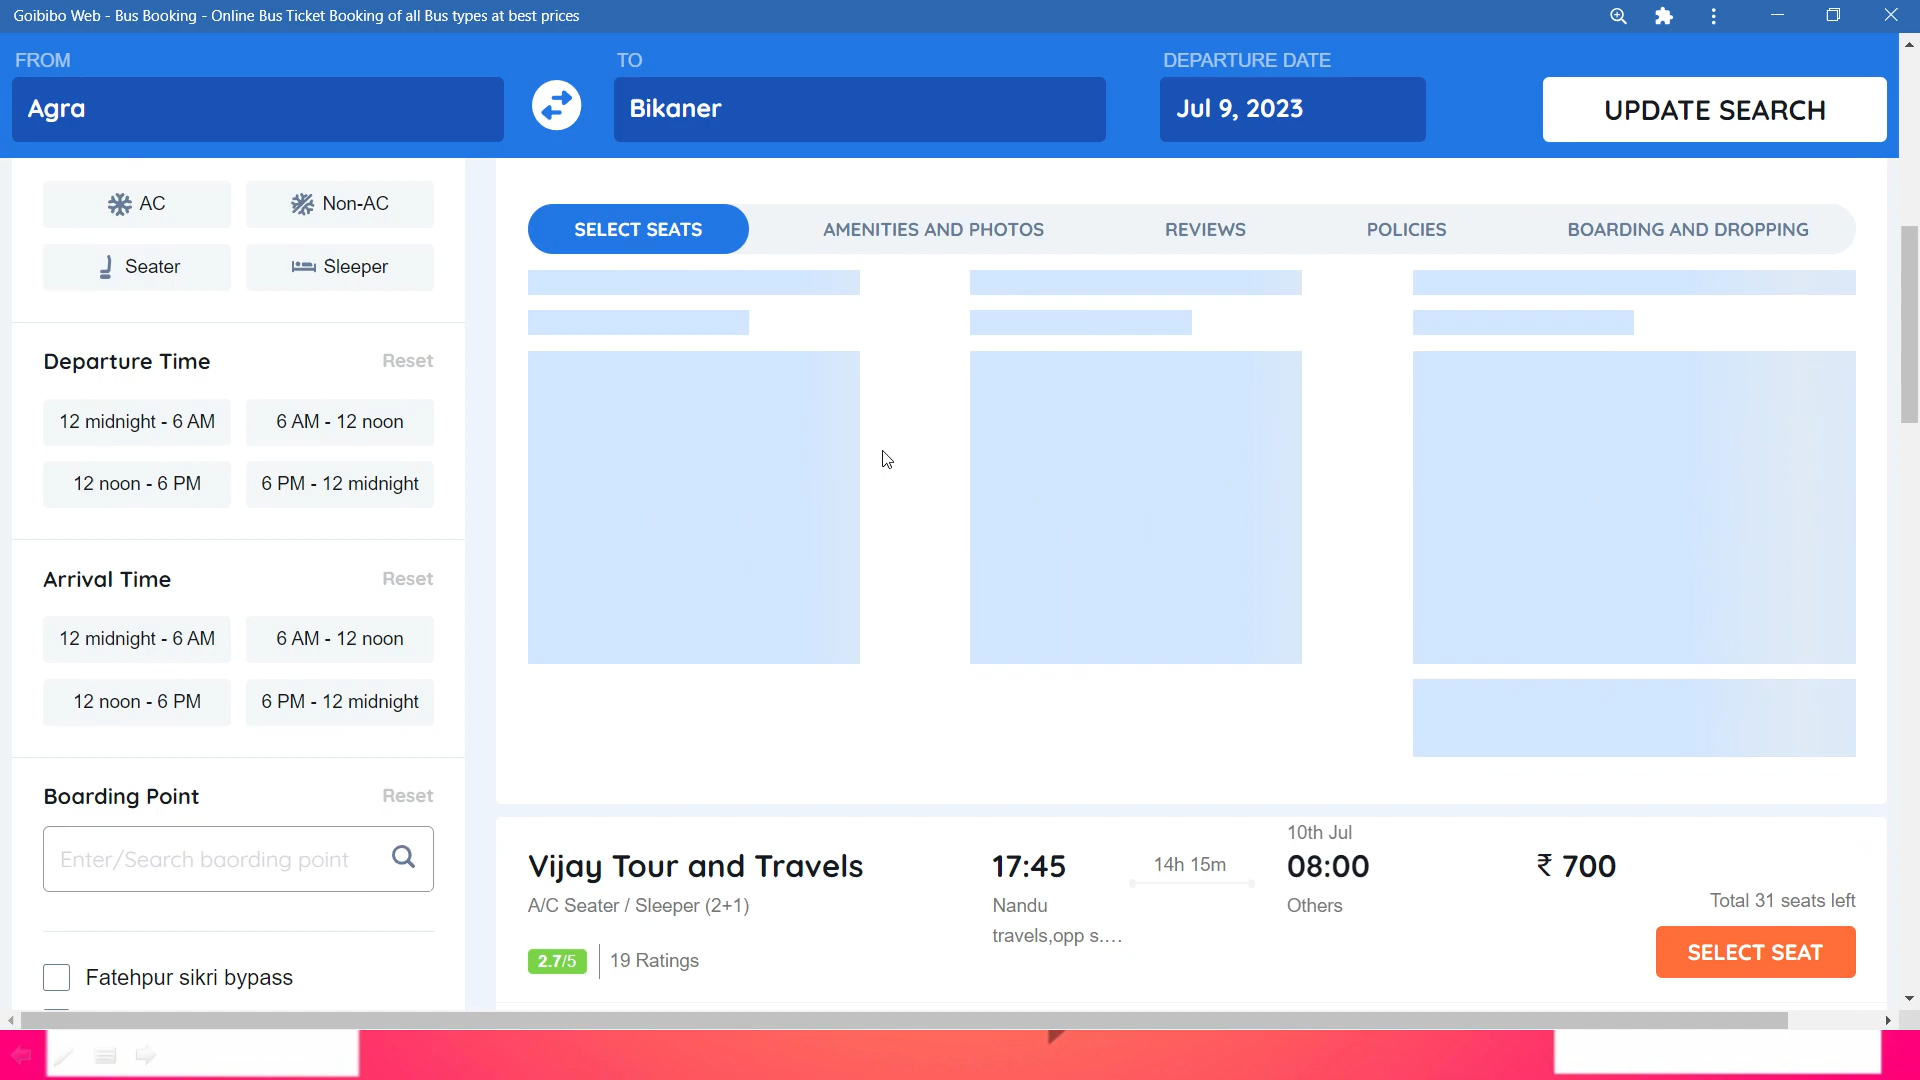 Goibibo Web - Bus Booking - Online Bus Ticket Booking of all Bus types at best prices
FROM
TO
DEPARTURE DATE
Agra
Bikaner
Jul 9, 2023
UPDATE SEARCH
AC
Non-AC
Seater
Sleeper
Departure Time
Reset
12 midnight - 6 AM
6 AM - 12 noon
12 noon - 6 PM
6 PM - 12 midnight
Arrival Time
Reset
12 midnight - 6 AM
6 AM - 12 noon
12 noon - 6 PM
6 PM - 12 midnight
Boarding Point
Reset
Enter/Search baording point
Fatehpur sikri bypass
SELECT SEATS
AMENITIES AND PHOTOS
REVIEWS
POLICIES
BOARDING AND DROPPING
Vijay Tour and Travels
A/C Seater / Sleeper (2+1)
2.7/5
19 Ratings
17:45
Nandu
travels,opp s....
14h 15m
10th Jul
08:00
Others
₹ 700
Total 31 seats left
SELECT SEAT